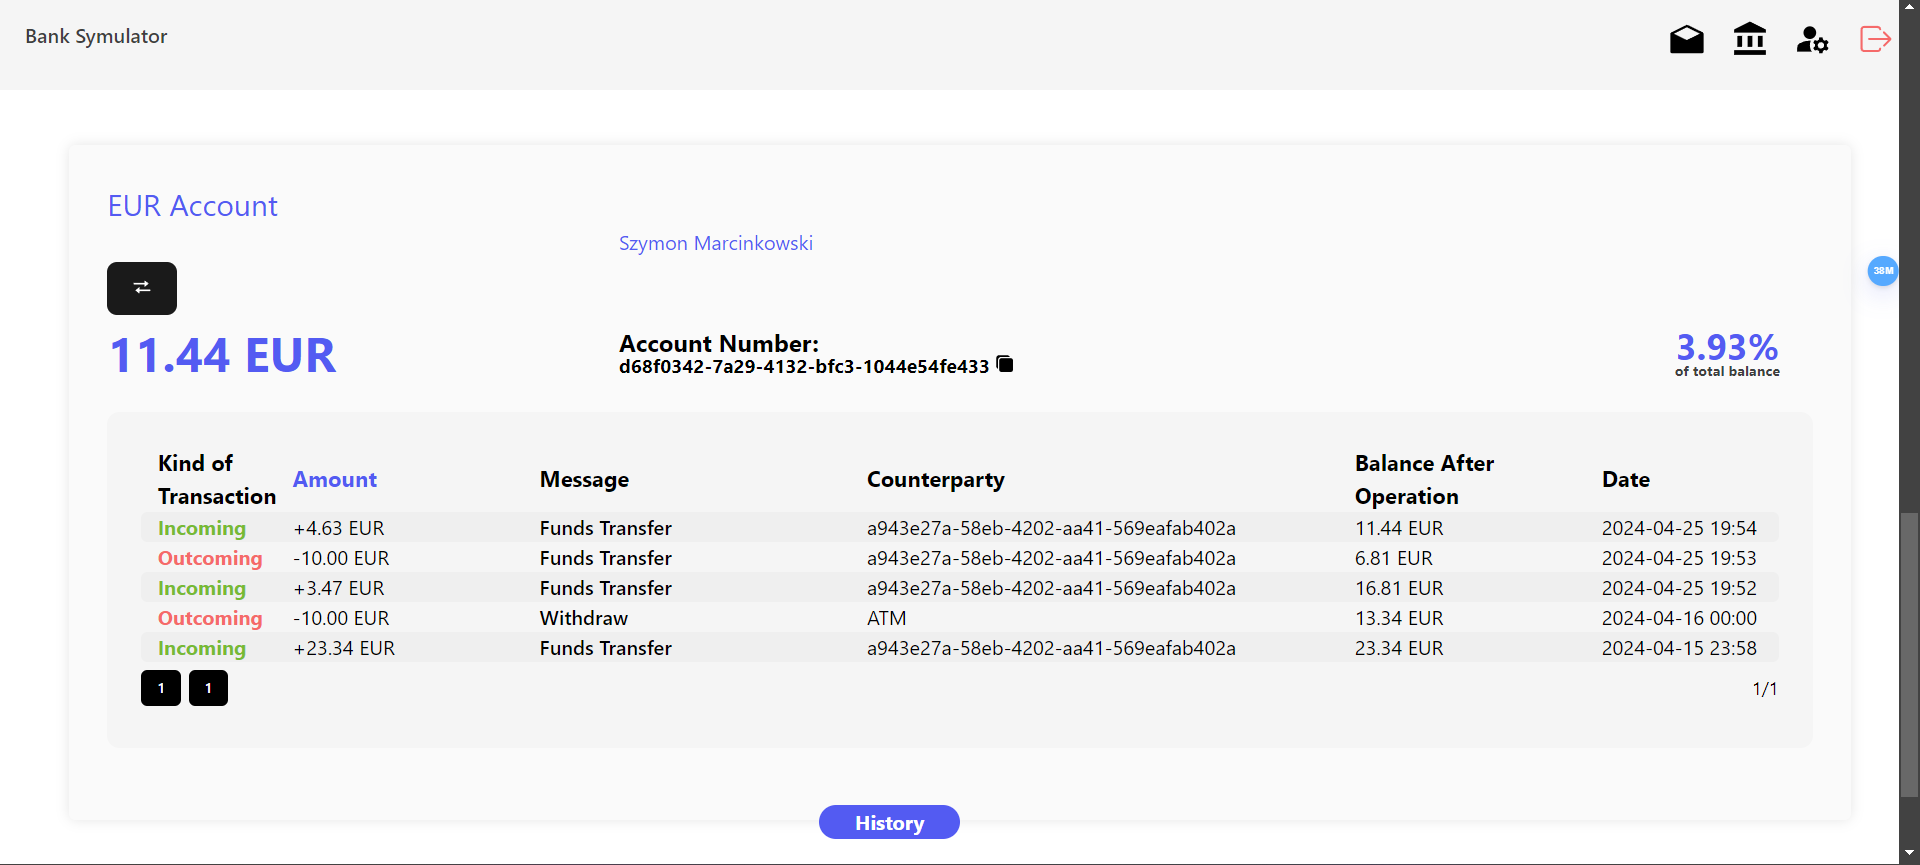 Bank Symulator
EUR Account
Szymon Marcinkowski
38M
11.44 EUR
Account Number:
d68f0342-7a29-4132-bfc3-1044e54fe433
3.93%
of total balance
Kind of Transaction Amount Message Counterparty Balance After Operation Date
Incoming +4.63 EUR Funds Transfer a943e27a-58eb-4202-aa41-569eafab402a 11.44 EUR 2024-04-25 19:54
Outcoming -10.00 EUR Funds Transfer a943e27a-58eb-4202-aa41-569eafab402a 6.81 EUR 2024-04-25 19:53
Incoming +3.47 EUR Funds Transfer a943e27a-58eb-4202-aa41-569eafab402a 16.81 EUR 2024-04-25 19:52
Outcoming -10.00 EUR Withdraw ATM 13.34 EUR 2024-04-16 00:00
Incoming +23.34 EUR Funds Transfer a943e27a-58eb-4202-aa41-569eafab402a 23.34 EUR 2024-04-15 23:58
1 1 1/1
History